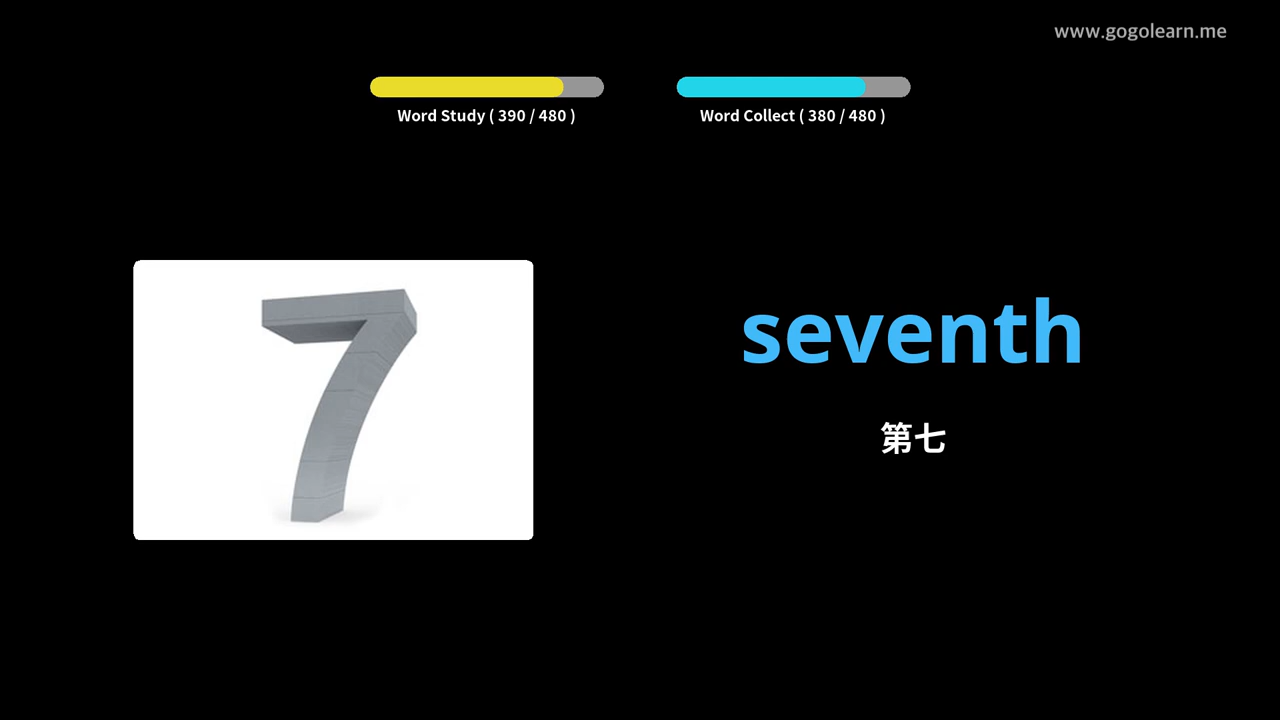 www.gogolearn.me
Word Study ( 390 / 480 )
Word Collect ( 380 / 480 )
7
seventh
第七